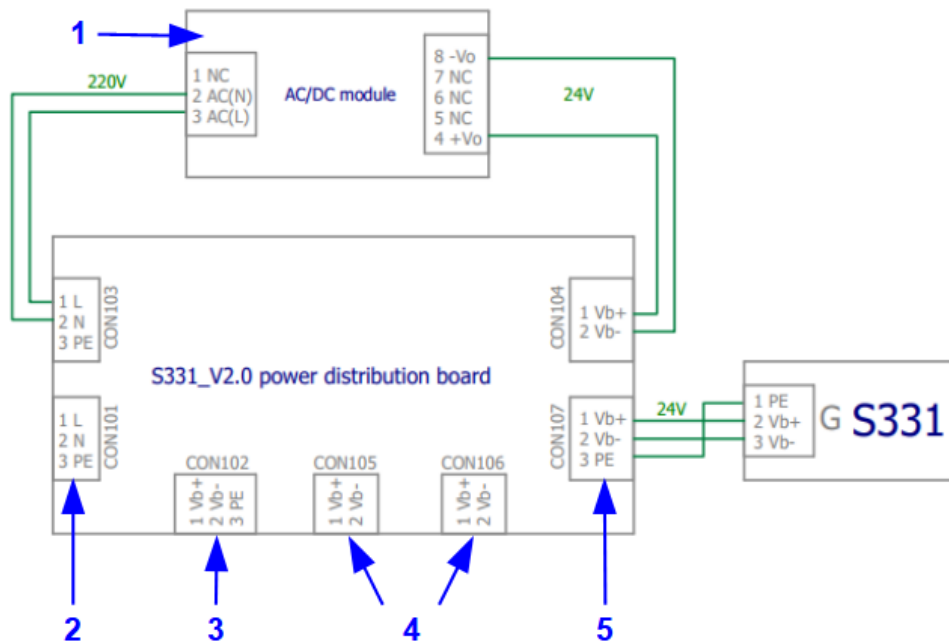 1
1 NC
2 AC(N)
3 AC(L)
AC/DC module
8 -Vo
7 NC
6 NC
5 NC
4 +Vo
220V
24V
1 L
2 N
3 PE
CON103
CON104
1 Vb+
2 Vb-
S331_V2.0 power distribution board
1 L
2 N
3 PE
CON101
CON102
1 Vb+
2 Vb-
3 PE
CON105
1 Vb+
2 Vb-
CON106
1 Vb+
2 Vb-
CON107
1 Vb+
2 Vb-
3 PE
24V
1 PE
2 Vb+
3 Vb-
G S331
2
3
4
5